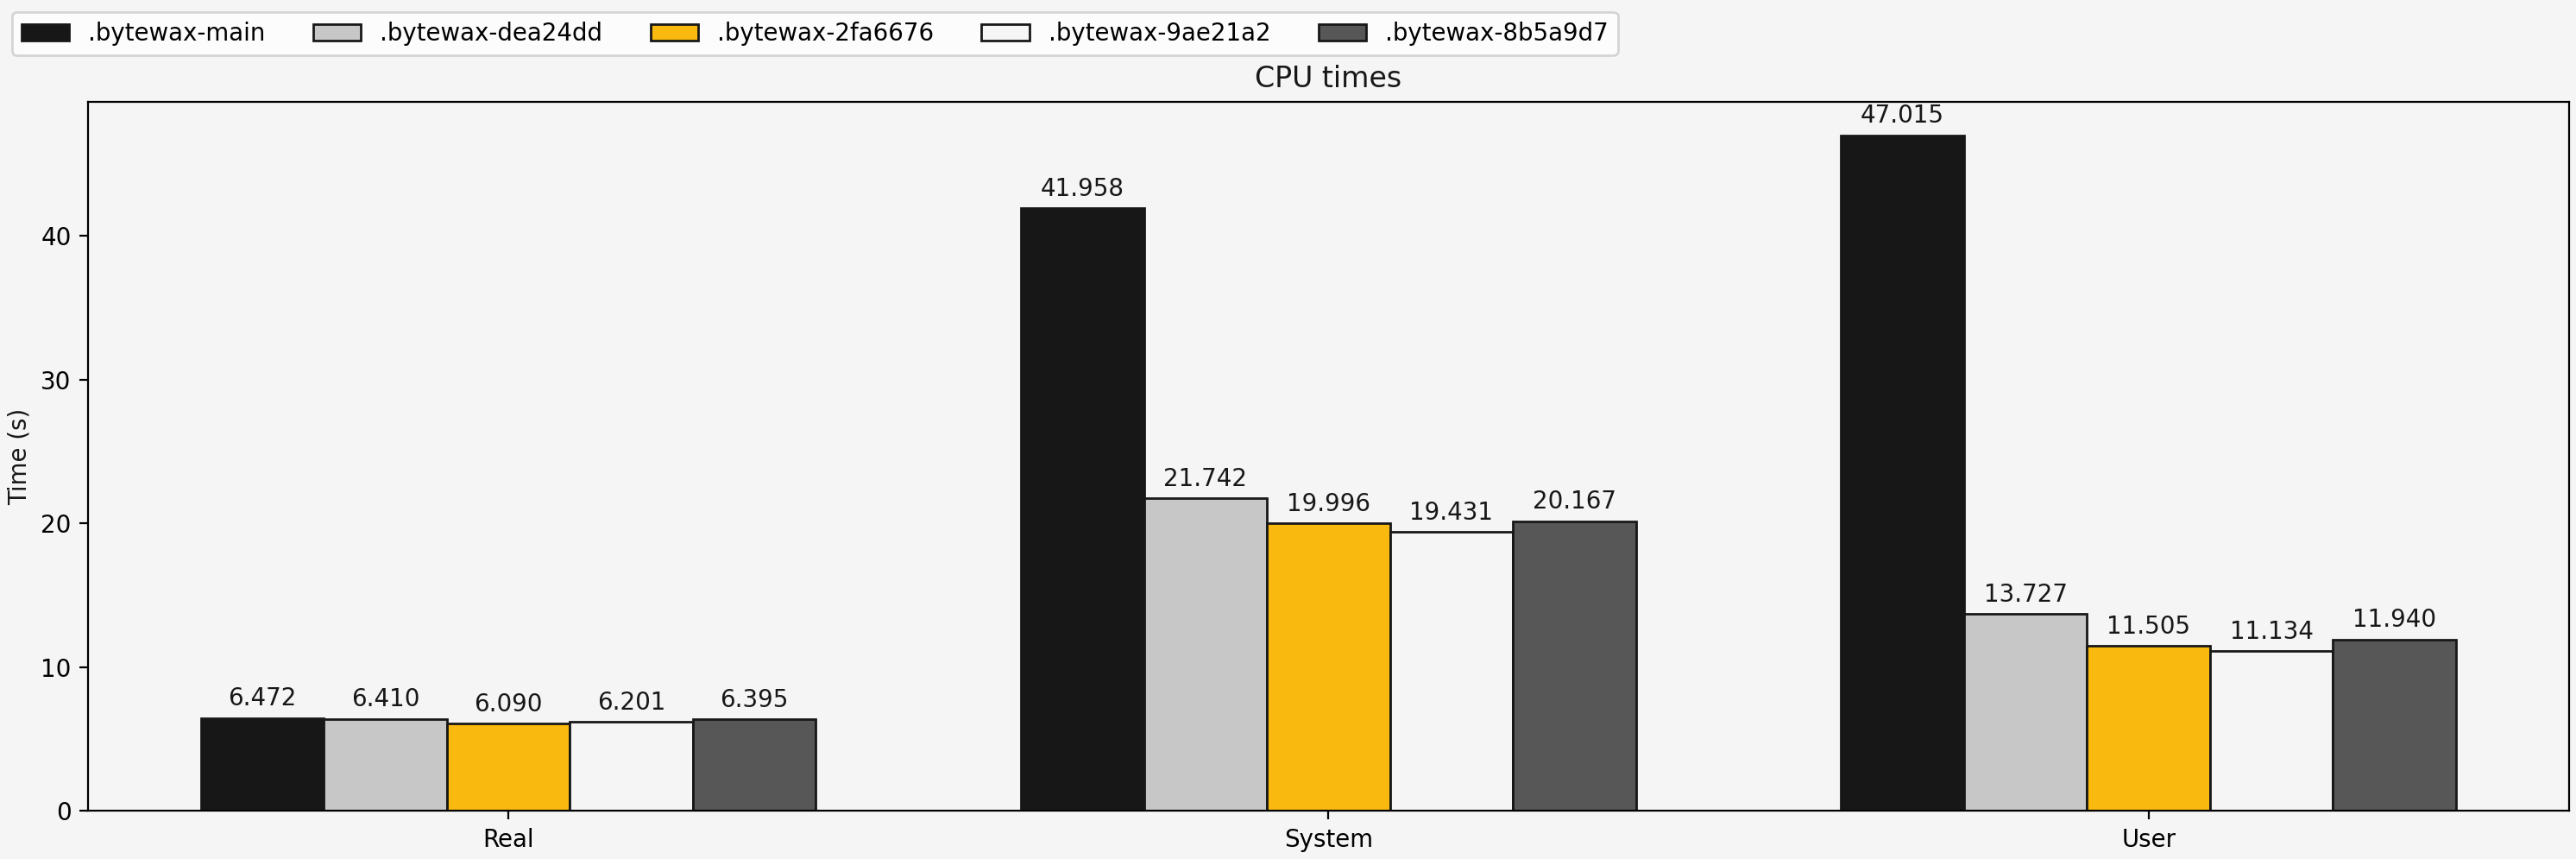 .bytewax-main .bytewax-dea24dd .bytewax-2fa6676 .bytewax-9ae21a2 .bytewax-8b5a9d7
CPU times
Time (s)
40
30
20
10
0
6.472 6.410 6.090 6.201 6.395
41.958 21.742 19.996 19.431 20.167
47.015 13.727 11.505 11.134 11.940
Real System User